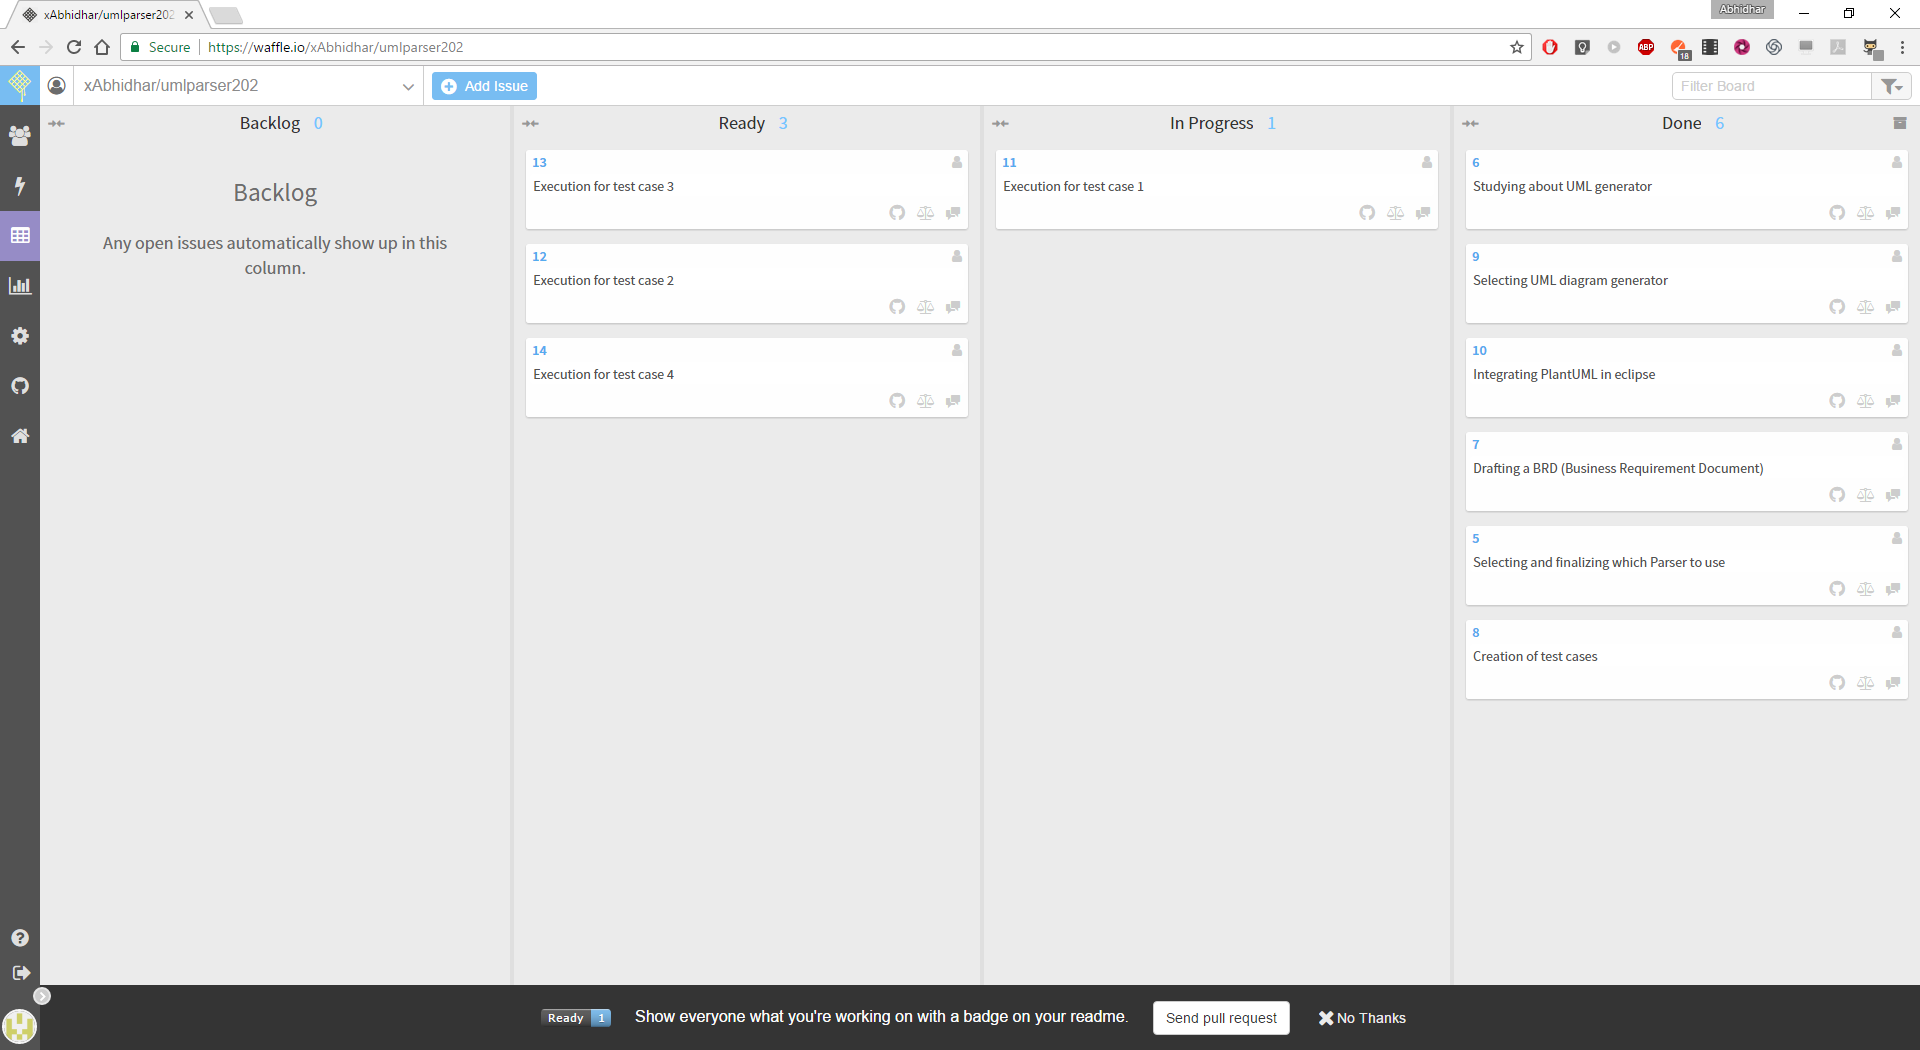 xAbhidhar/umlparser202
Abhidhar
Secure
https://waffle.io/xAbhidhar/umlparser202
ABP
18
xAbhidhar/umlparser202
Add Issue
Filter Board
Backlog 0
Backlog
Any open issues automatically show up in this
column.
Ready 3
13
Execution for test case 3
12
Execution for test case 2
14
Execution for test case 4
In Progress 1
11
Execution for test case 1
Done 6
6
Studying about UML generator
9
Selecting UML diagram generator
10
Integrating PlantUML in eclipse
7
Drafting a BRD (Business Requirement Document)
5
Selecting and finalizing which Parser to use
8
Creation of test cases
Ready 1
Show everyone what you're working on with a badge on your readme.
Send pull request
No Thanks